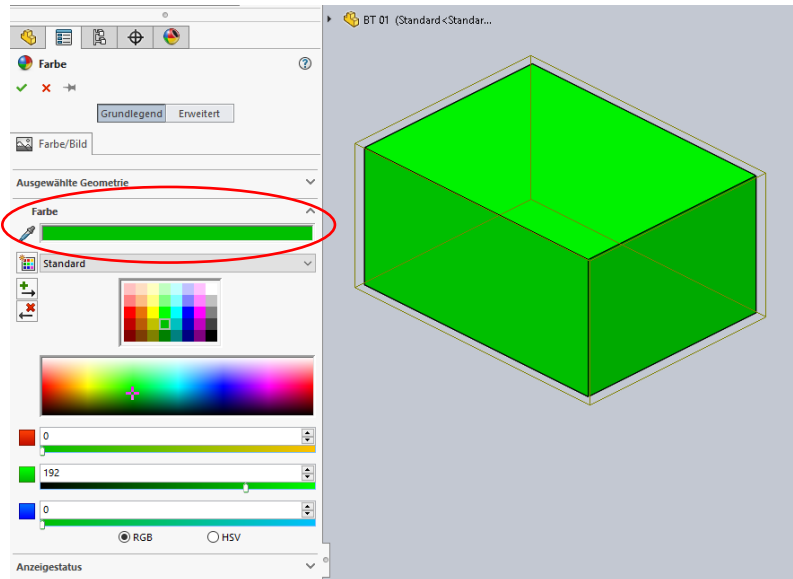 BT 01 (Standard<Standar...
Farbe
Grundlegend Erweitert
Farbe/Bild
Ausgewählte Geometrie
Farbe
Standard
0
192
0
RGB HSV
Anzeigestatus